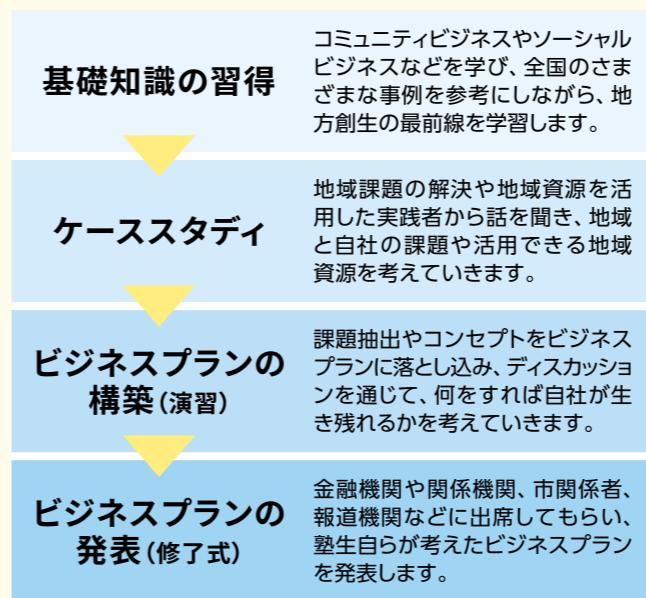 基礎知識の習得
コミュニティビジネスやソーシャル
ビジネスなどを学び、全国のさま
ざまな事例を参考にしながら、地
方創生の最前線を学習します。
ケーススタディ
地域課題の解決や地域資源を活
用した実践者から話を聞き、地域
と自社の課題や活用できる地域
資源を考えていきます。
ビジネスプランの
構築(演習)
課題抽出やコンセプトをビジネス
プランに落とし込み、ディスカッショ
ンを通じて、何をすれば自社が生
き残れるかを考えていきます。
ビジネスプランの
発表(修了式)
金融機関や関係機関、市関係者、
報道機関などに出席してもらい、
塾生自らが考えたビジネスプラン
を発表します。